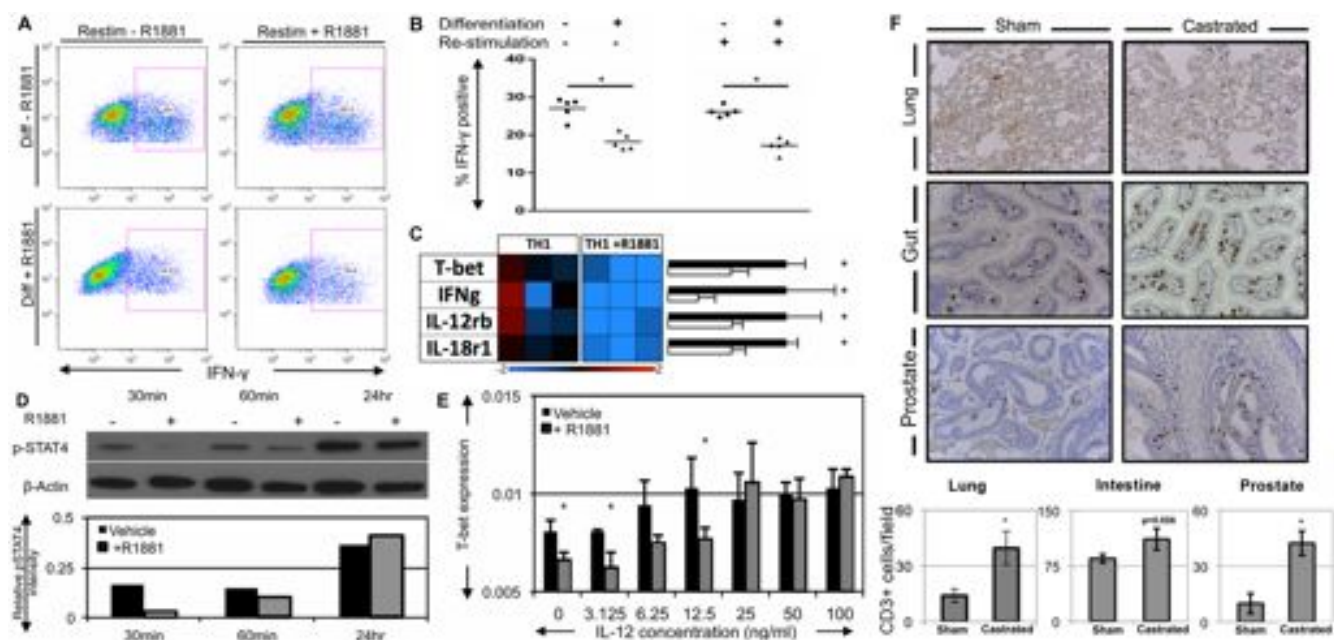 A
Restim - R1881
Restim + R1881
Diff - R1881
Diff + R1881
IFN-γ
B
Differentiation - + - +
Re-stimulation - - + +
% IFN-γ positive
40
30
20
10
0
*
*
C
TH1
TH1 +R1881
T-bet
IFNg
IL-12rb
IL-18r1
D
30min 60min 24hr
R1881 - + - + - +
p-STAT4
β-Actin
Relative pSTAT4
intensity
0.5
0.25
0
Vehicle
+R1881
30min 60min 24hr
E
T-bet expression
0.015
0.01
0.005
Vehicle
+ R1881
* * *
0 3.125 6.25 12.5 25 50 100
IL-12 concentration (ng/ml)
F
Sham
Castrated
Lung
Gut
Prostate
Lung
Intestine
Prostate
CD3+ cells/field
60
30
0
Sham Castrated
150
75
0
Sham Castrated
60
30
0
Sham Castrated